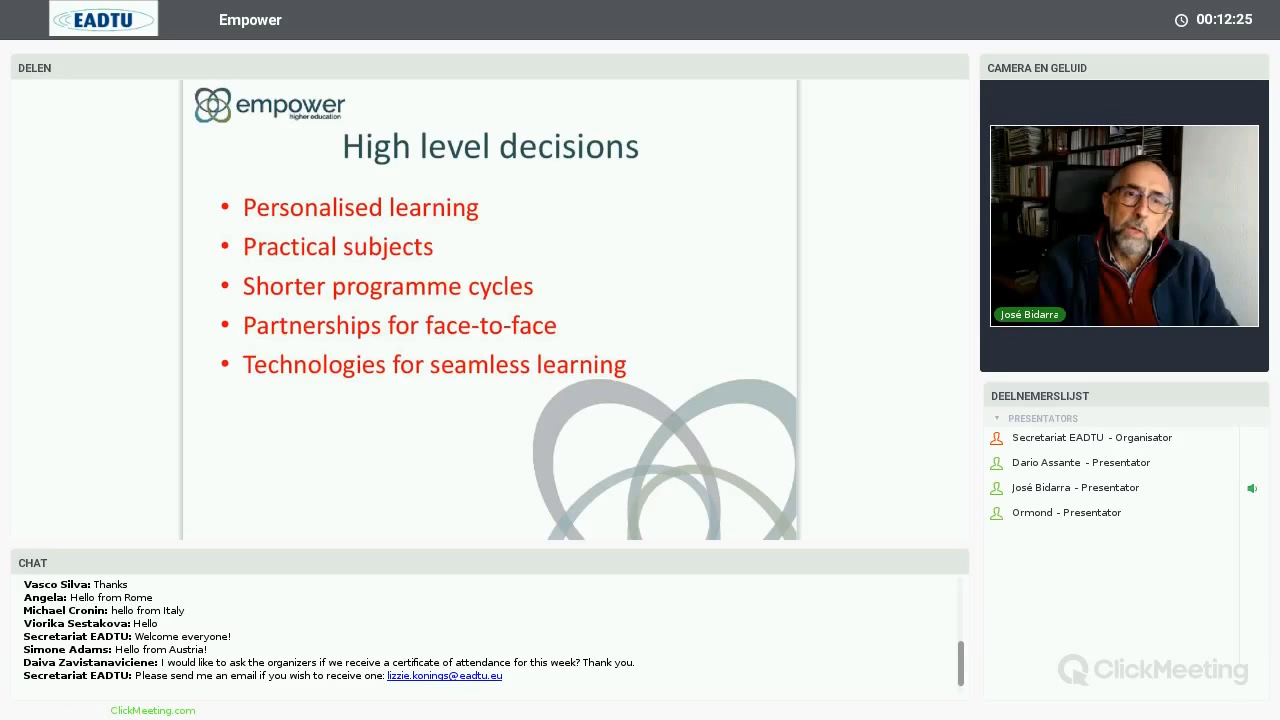 EADTU
Empower
00:12:25
DELEN
empower
higher education
High level decisions
• Personalised learning
• Practical subjects
• Shorter programme cycles
• Partnerships for face-to-face
• Technologies for seamless learning
CAMERA EN GELUID
José Bidarra
DEELNEMERSLIJST
PRESENTATORS
Secretariat EADTU - Organisator
Dario Assante - Presentator
José Bidarra - Presentator
Ormond - Presentator
CHAT
Vasco Silva: Thanks
Angela: Hello from Rome
Michael Cronin: hello from Italy
Viorika Sestakova: Hello
Secretariat EADTU: Welcome everyone!
Simone Adams: Hello from Austria!
Daiva Zavistanaviciene: I would like to ask the organizers if we receive a certificate of attendance for this week? Thank you.
Secretariat EADTU: Please send me an email if you wish to receive one: lizzie.konings@eadtu.eu
ClickMeeting
ClickMeeting.com